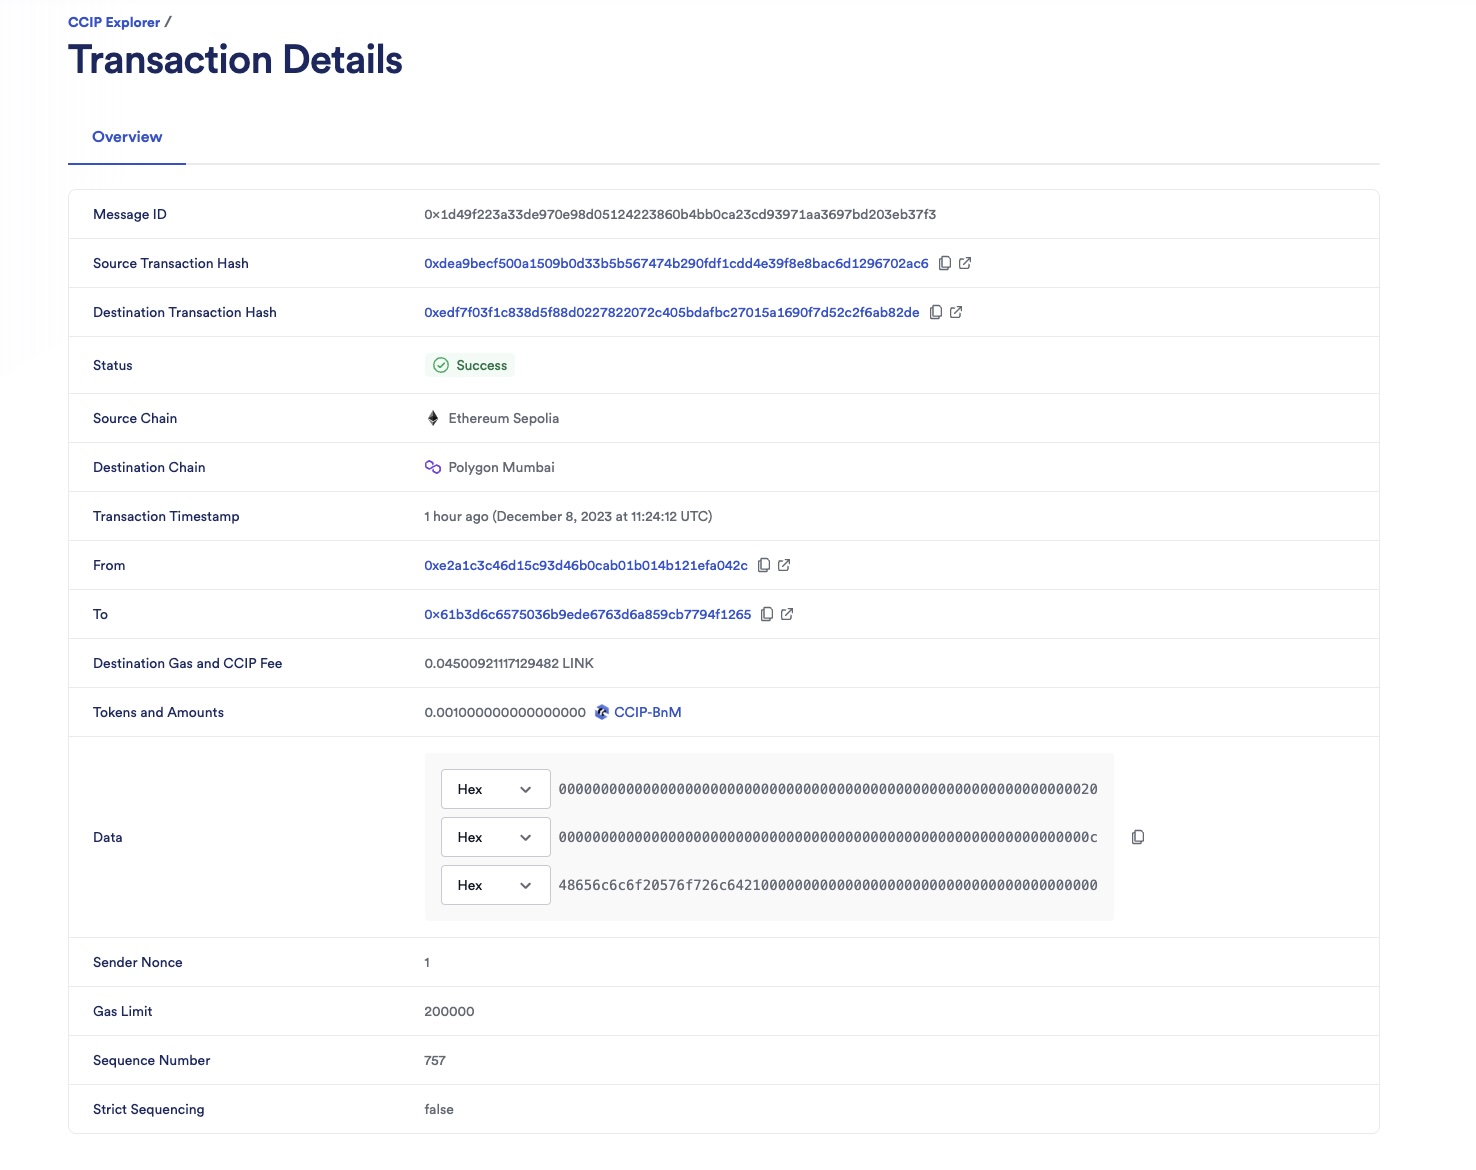 CCIP Explorer /
Transaction Details
Overview
Message ID 0x1d49f223a33de970e98d05124223860b4bb0ca23cd93971aa3697bd203eb37f3
Source Transaction Hash 0xdea9becf500a1509b0d33b5b567474b290fdf1cdd4e39f8e8bac6d1296702ac6
Destination Transaction Hash 0xedf7f03f1c838d5f88d0227822072c405bdafbc27015a1690f7d52c2f6ab82de
Status Success
Source Chain Ethereum Sepolia
Destination Chain Polygon Mumbai
Transaction Timestamp 1 hour ago (December 8, 2023 at 11:24:12 UTC)
From 0xe2a1c3c46d15c93d46b0cab01b014b121efa042c
To 0x61b3d6c6575036b9ede6763d6a859cb7794f1265
Destination Gas and CCIP Fee 0.04500921117129482 LINK
Tokens and Amounts 0.001000000000000000 CCIP-BnM
Hex 0000000000000000000000000000000000000000000000000000000000000020
Data Hex 000000000000000000000000000000000000000000000000000000000000000c
Hex 48656c6c6f20576f726c64210000000000000000000000000000000000000000
Sender Nonce 1
Gas Limit 200000
Sequence Number 757
Strict Sequencing false